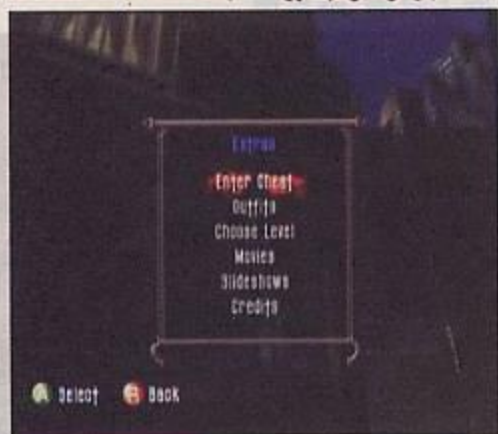 Extras
Enter Cheat
Outfits
Choose Level
Movies
Slideshows
Credits
A Select B Back